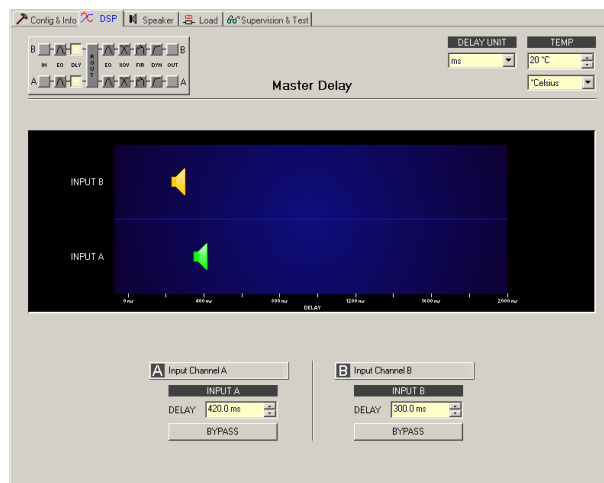 Config & Info DSP Speaker Load Supervision & Test
B B
IN EQ DLY ROUT EQ XOV FIR DYN OUT
A A
DELAY UNIT TEMP
ms 20 °C
°Celsius
Master Delay
INPUT B
INPUT A
0 ms 400 ms 800 ms 1200 ms 1600 ms 2000 ms
DELAY
A Input Channel A B Input Channel B
INPUT A INPUT B
DELAY 420.0 ms DELAY 300.0 ms
BYPASS BYPASS